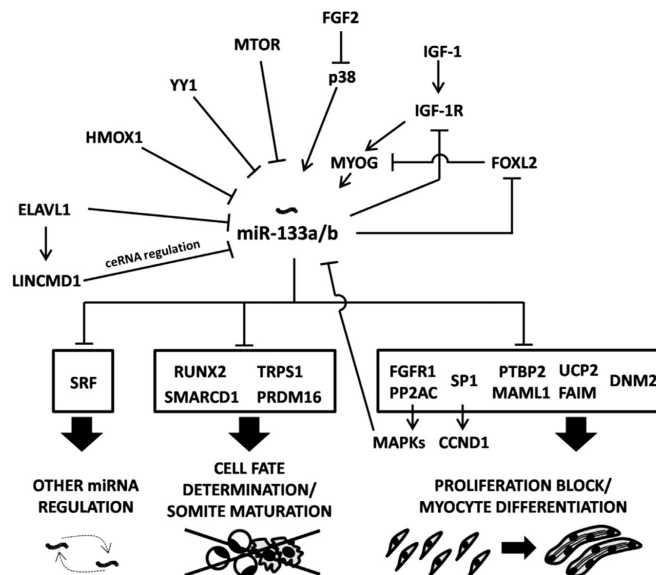 FGF2
MTOR
IGF-1
p38
YY1
IGF-1R
HMOX1
MYOG
FOXL2
ELAVL1
miR-133a/b
ceRNA regulation
LINCMD1
SRF
RUNX2 TRPS1
SMARCD1 PRDM16
FGFR1 SP1 PTBP2 UCP2 DNM2
PP2AC MAML1 FAIM
MAPKs CCND1
OTHER miRNA
REGULATION
CELL FATE
DETERMINATION/
SOMITE MATURATION
PROLIFERATION BLOCK/
MYOCYTE DIFFERENTIATION